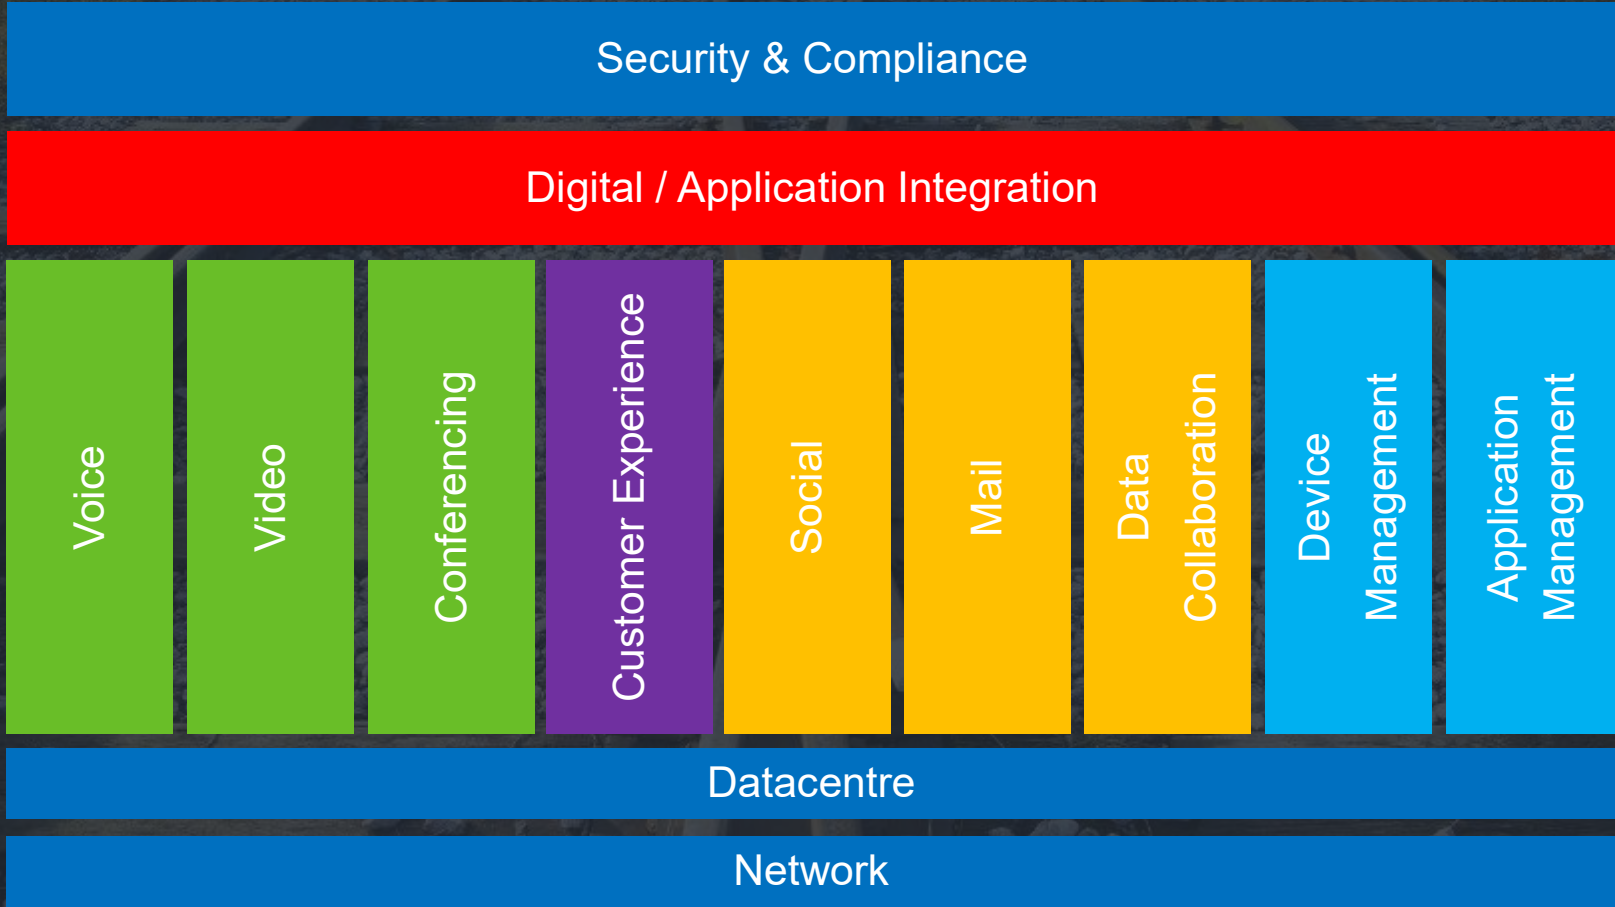 Security & Compliance
Digital / Application Integration
Voice
Video
Conferencing
Customer Experience
Social
Mail
Data
Collaboration
Device
Management
Application
Management
Datacentre
Network